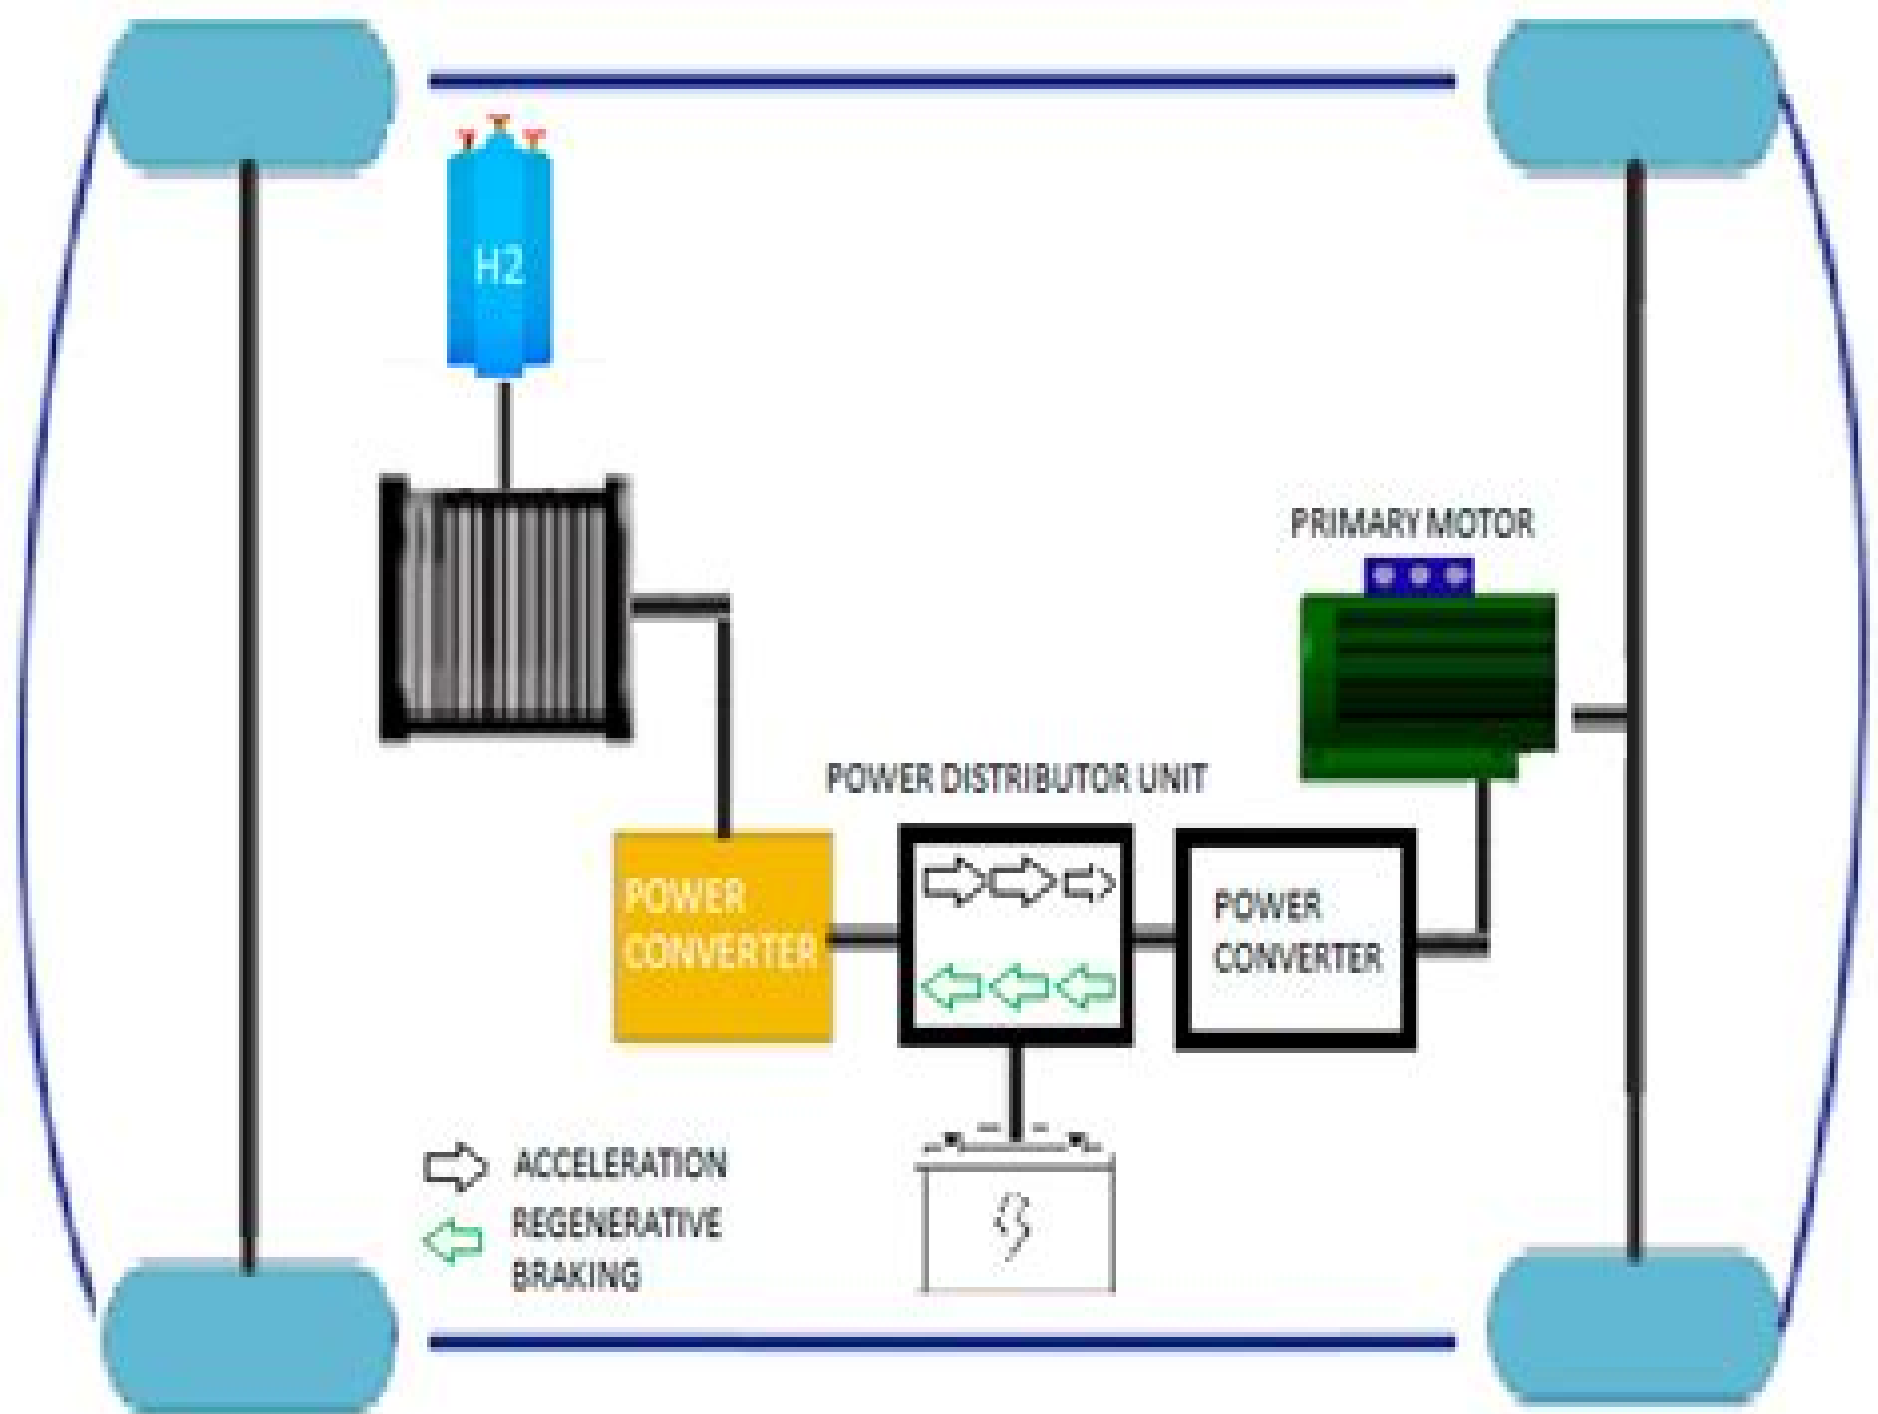 H2
PRIMARY MOTOR
POWER DISTRIBUTOR UNIT
POWER
CONVERTER
POWER
CONVERTER
ACCELERATION
REGENERATIVE
BRAKING